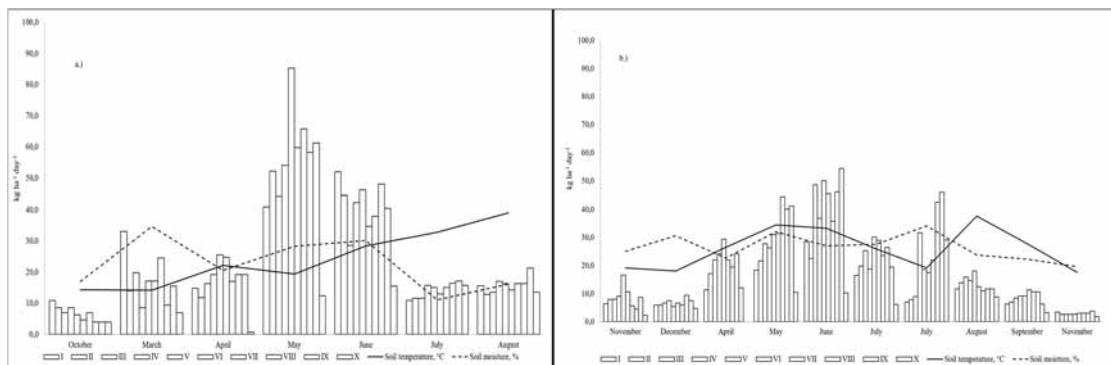 a.)
kg ha⁻¹ day⁻¹
100,0
90,0
80,0
70,0
60,0
50,0
40,0
30,0
20,0
10,0
0,0
October March April May June July August
I II III IV V VI VII VIII IX X Soil temperature, °C Soil moisture, %
b.)
kg ha⁻¹ day⁻¹
100,0
90,0
80,0
70,0
60,0
50,0
40,0
30,0
20,0
10,0
0,0
November December April May June July July August September November
I II III IV V VI VII VIII IX X Soil temperature, °C Soil moisture, %